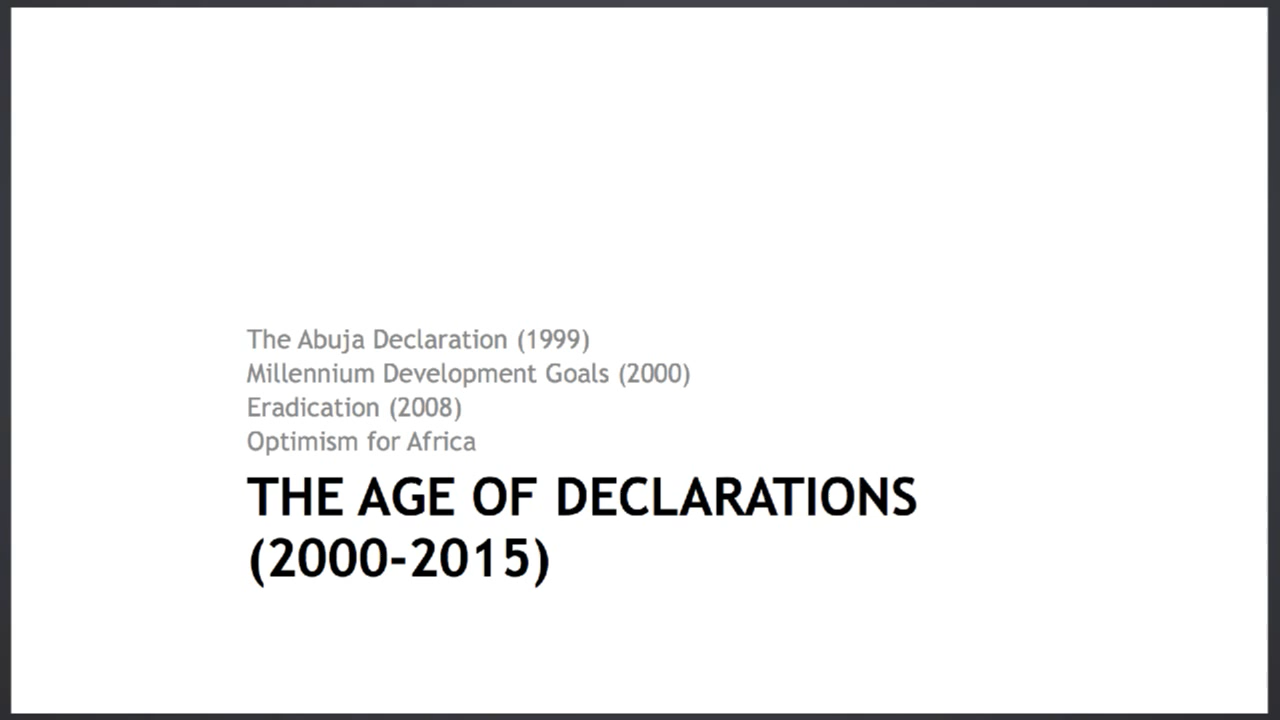 The Abuja Declaration (1999)
Millennium Development Goals (2000)
Eradication (2008)
Optimism for Africa
THE AGE OF DECLARATIONS
(2000-2015)